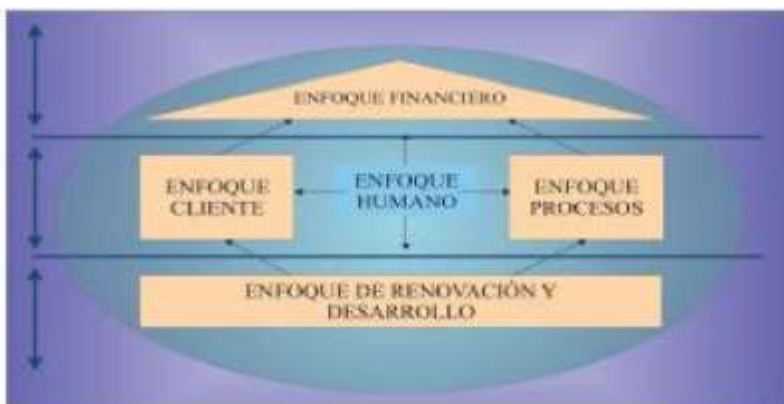 ENFOQUE FINANCIERO
ENFOQUE
CLIENTE
ENFOQUE
HUMANO
ENFOQUE
PROCESOS
ENFOQUE DE RENOVACIÓN Y
DESARROLLO